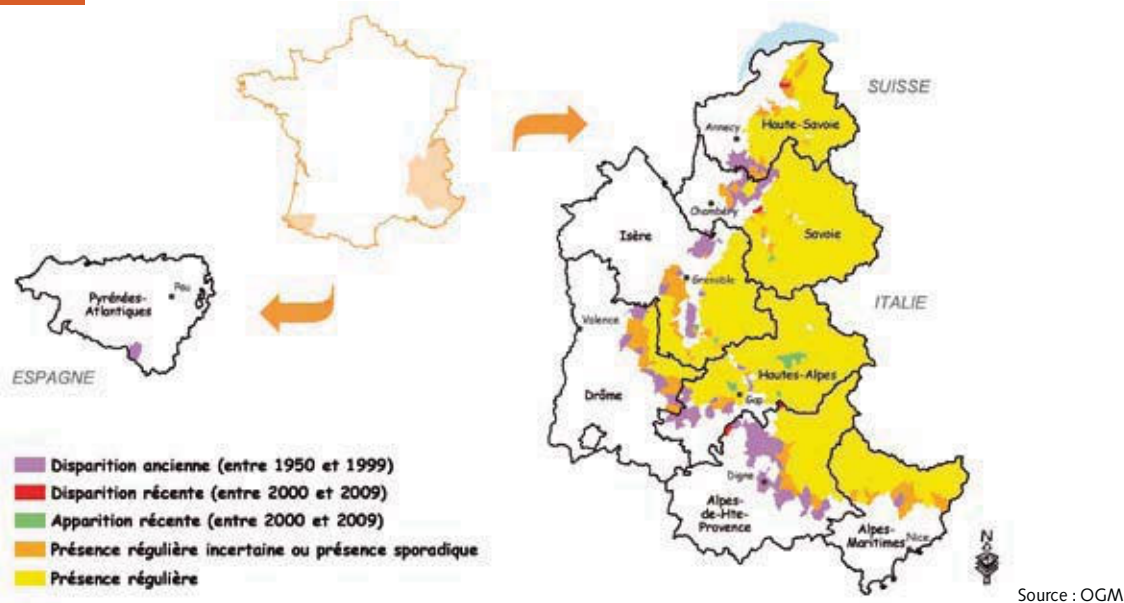 SUISSE
Annecy
Haute-Savoie
Chambéry
Savoie
Isère
Grenoble
ITALIE
Pau
Pyrénées-
Atlantiques
ESPAGNE
Valence
Hautes-Alpes
Drôme
Gap
Digne
Alpes-
de-Hte-
Provence
Alpes-
Maritimes
Nice
N
Disparition ancienne (entre 1950 et 1999)
Disparition récente (entre 2000 et 2009)
Apparition récente (entre 2000 et 2009)
Présence régulière incertaine ou présence sporadique
Présence régulière
Source : OGM